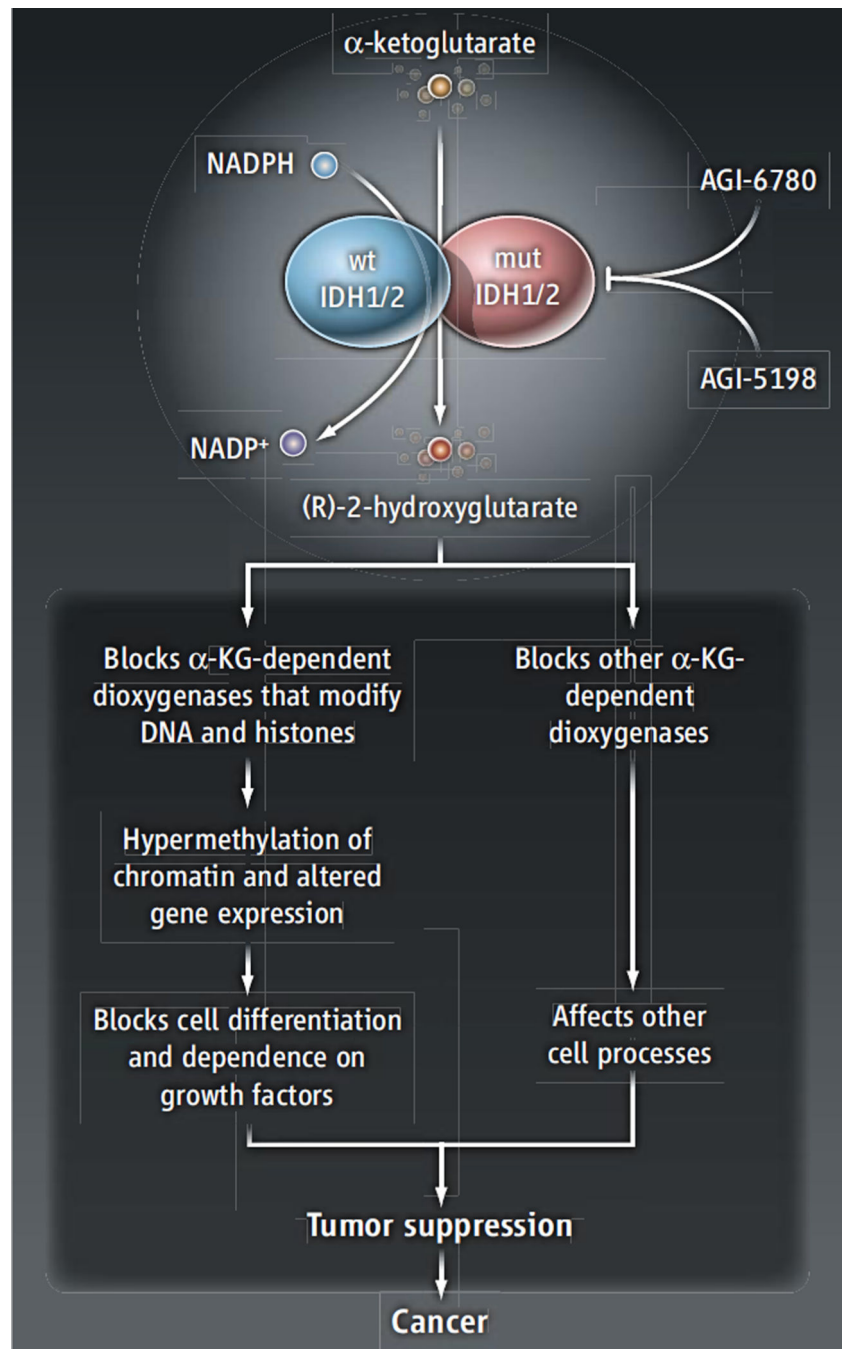 α-ketoglutarate
NADPH
AGI-6780
wt
IDH1/2
mut
IDH1/2
AGI-5198
NADP+
(R)-2-hydroxyglutarate
Blocks α-KG-dependent
dioxygenases that modify
DNA and histones
Blocks other α-KG-
dependent
dioxygenases
Hypermethylation of
chromatin and altered
gene expression
Blocks cell differentiation
and dependence on
growth factors
Affects other
cell processes
Tumor suppression
Cancer